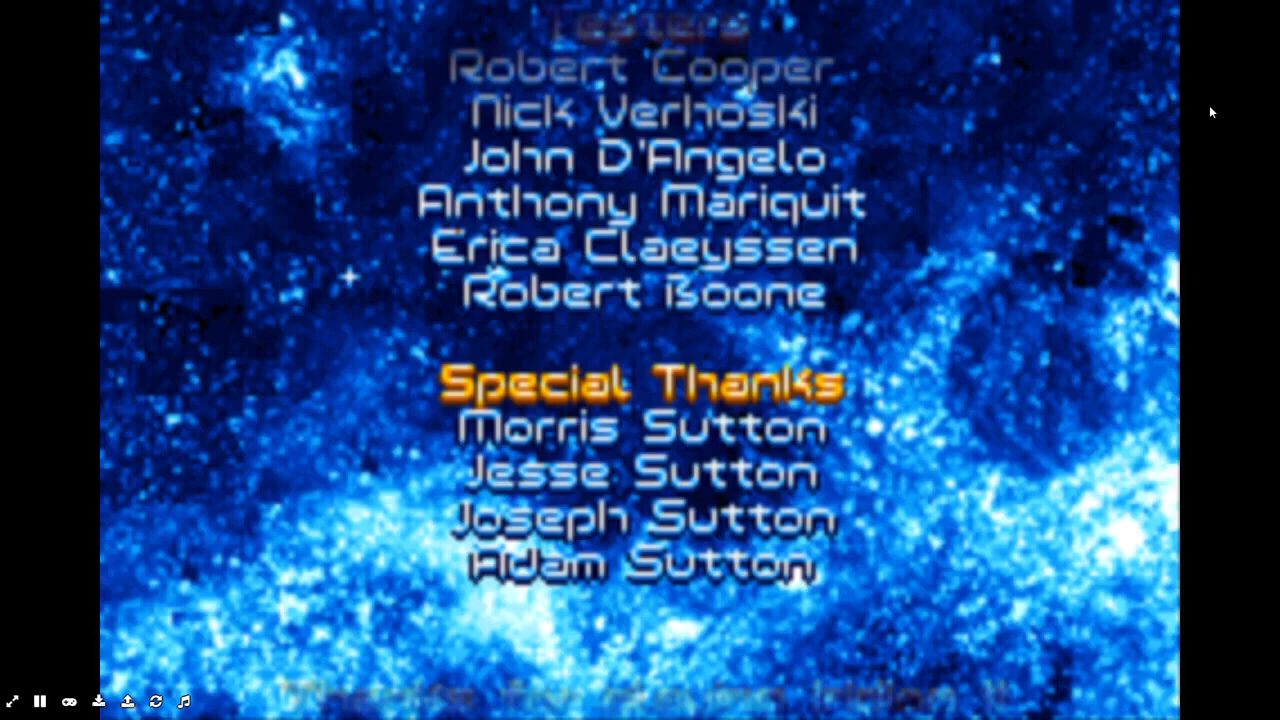 Testers
Robert Cooper
Nick Verhoski
John D'Angelo
Anthony Mariquit
Erica Claeyssen
Robert Boone
Special Thanks
Morris Sutton
Jesse Sutton
Joseph Sutton
Adam Sutton